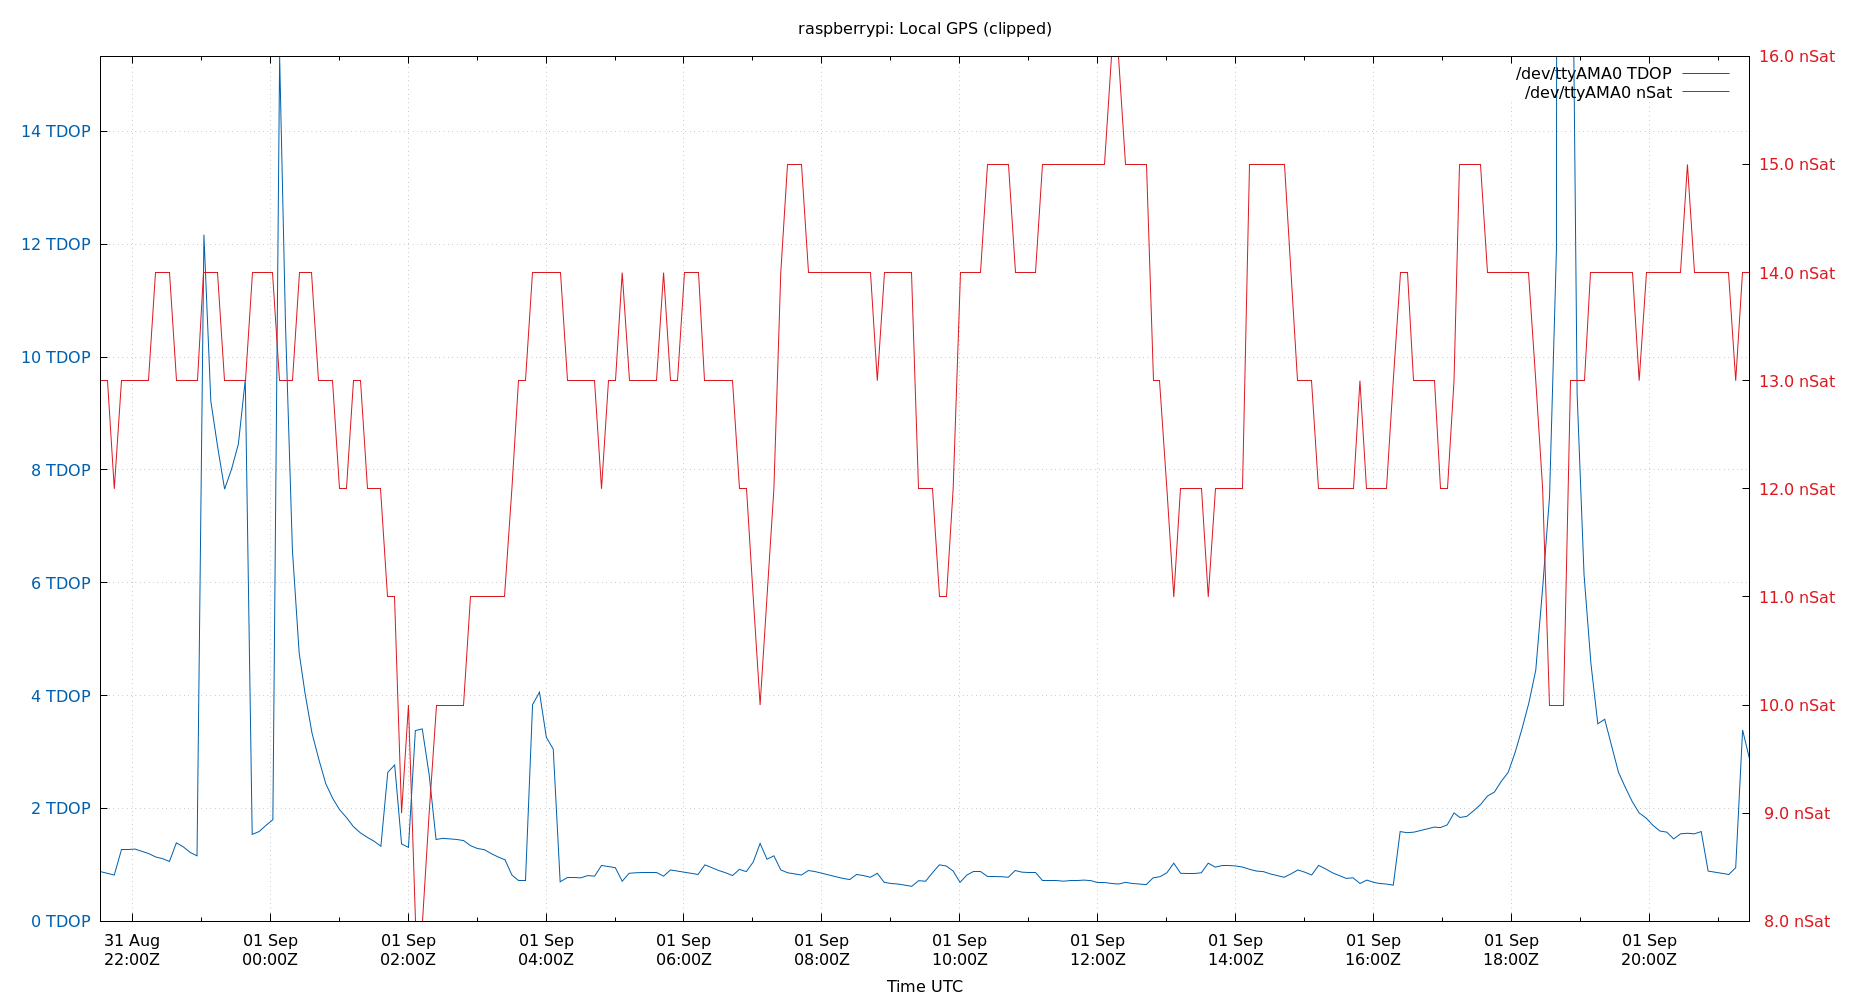 raspberrypi: Local GPS (clipped)
/dev/ttyAMA0 TDOP
/dev/ttyAMA0 nSat
14 TDOP
12 TDOP
10 TDOP
8 TDOP
6 TDOP
4 TDOP
2 TDOP
0 TDOP
16.0 nSat
15.0 nSat
14.0 nSat
13.0 nSat
12.0 nSat
11.0 nSat
10.0 nSat
9.0 nSat
8.0 nSat
31 Aug
22:00Z
01 Sep
00:00Z
01 Sep
02:00Z
01 Sep
04:00Z
01 Sep
06:00Z
01 Sep
08:00Z
01 Sep
10:00Z
01 Sep
12:00Z
01 Sep
14:00Z
01 Sep
16:00Z
01 Sep
18:00Z
01 Sep
20:00Z
Time UTC